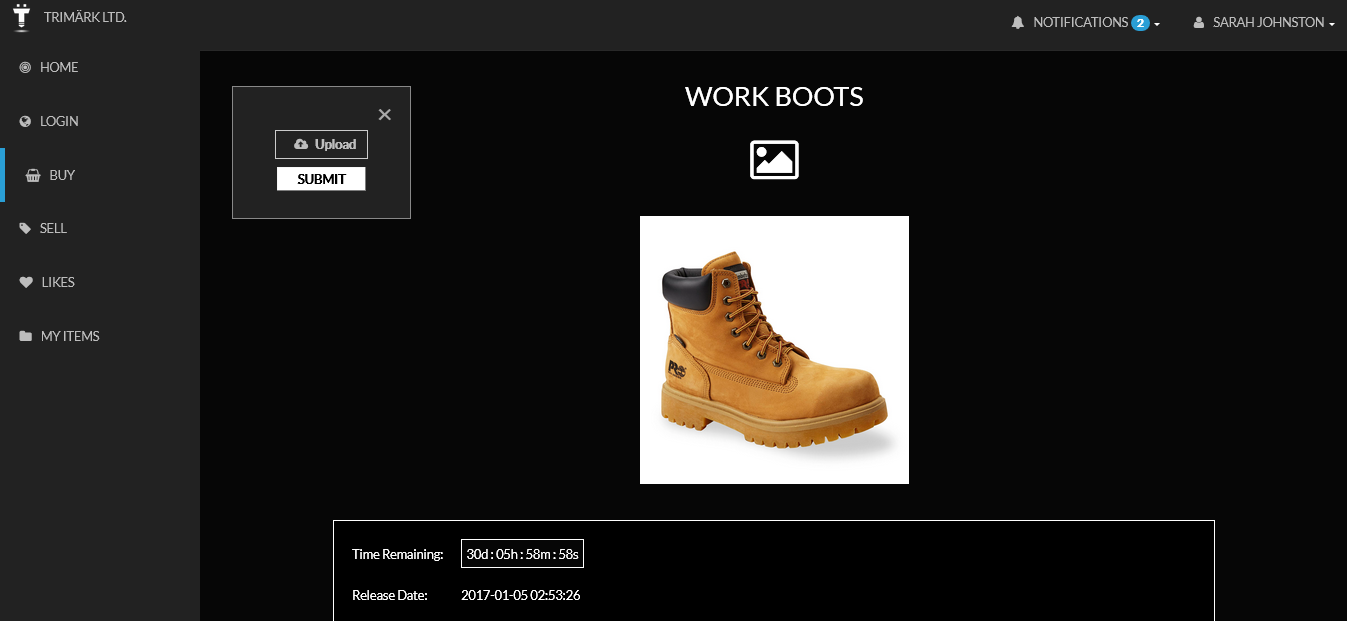 TRIMÄRK LTD.
NOTIFICATIONS 2
SARAH JOHNSTON
HOME
LOGIN
BUY
SELL
LIKES
MY ITEMS
Upload
SUBMIT
WORK BOOTS
PRO
Time Remaining: 30d : 05h : 58m : 58s
Release Date: 2017-01-05 02:53:26